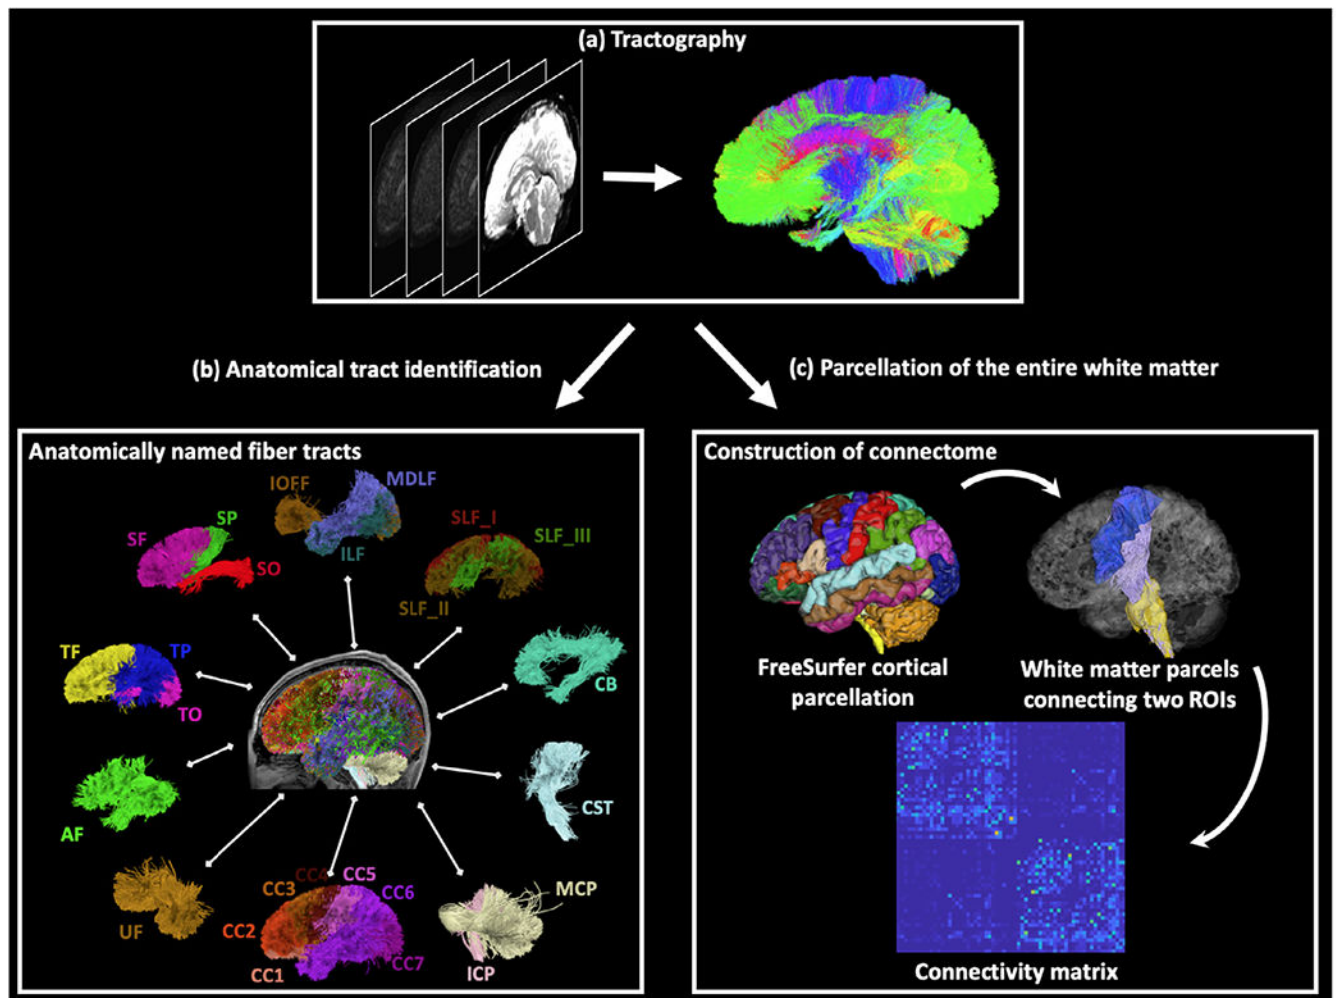 (a) Tractography
(b) Anatomical tract identification
(c) Parcellation of the entire white matter
Anatomically named fiber tracts
IOFF
MDLF
ILF
SF
SP
SO
SLF_I
SLF_III
SLF_II
TF
TP
TO
CB
AF
CST
UF
CC1
CC2
CC3
CC4
CC5
CC6
CC7
MCP
ICP
Construction of connectome
FreeSurfer cortical
parcellation
White matter parcels
connecting two ROIs
Connectivity matrix